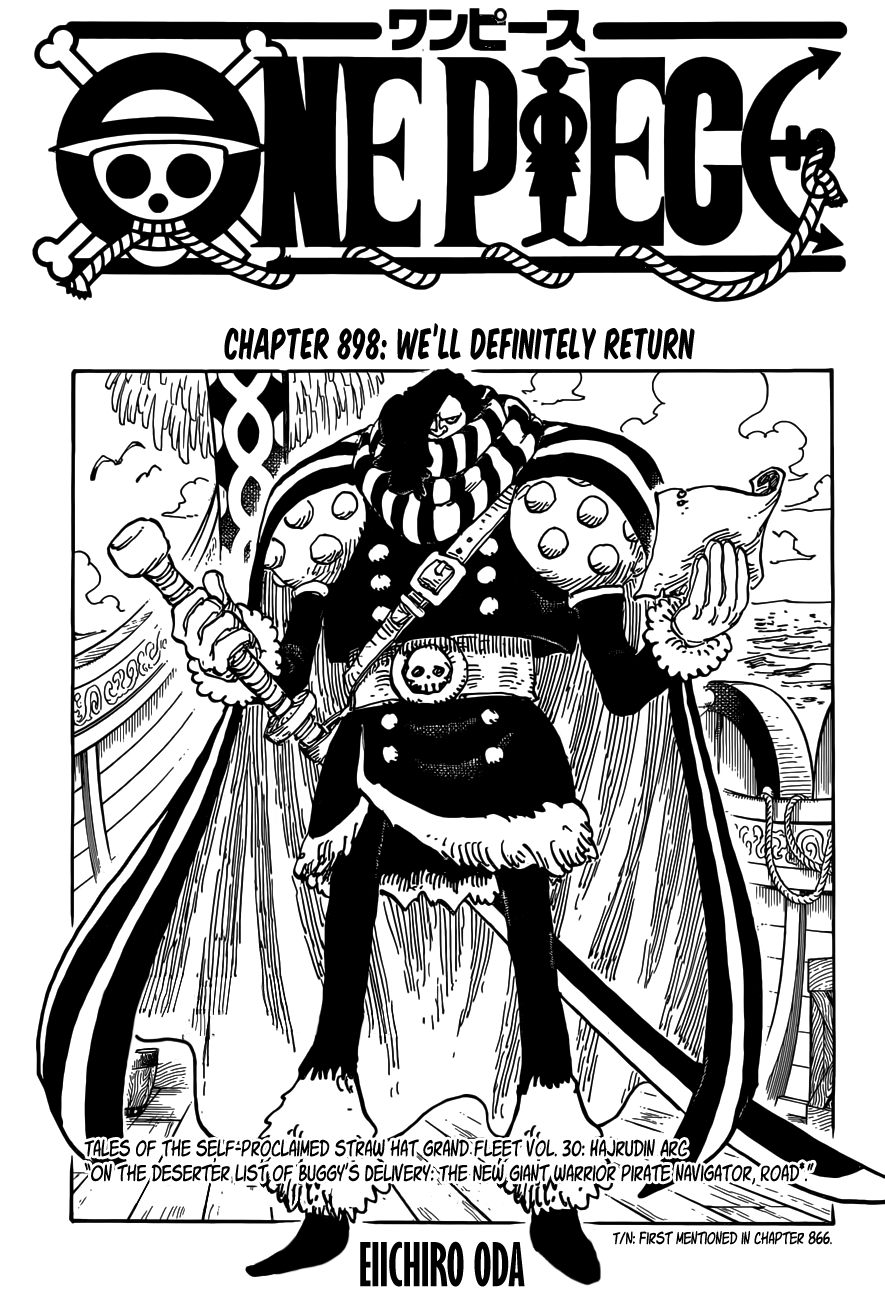 ワンピース
ONE PIECE
CHAPTER 898: WE'LL DEFINITELY RETURN
TALES OF THE SELF-PROCLAIMED STRAW HAT GRAND FLEET VOL. 30: HAJRUDIN ARC
"ON THE DESERTER LIST OF BUGGY'S DELIVERY: THE NEW GIANT WARRIOR PIRATE NAVIGATOR, ROAD*."
T/N: FIRST MENTIONED IN CHAPTER 866.
EIICHIRO ODA